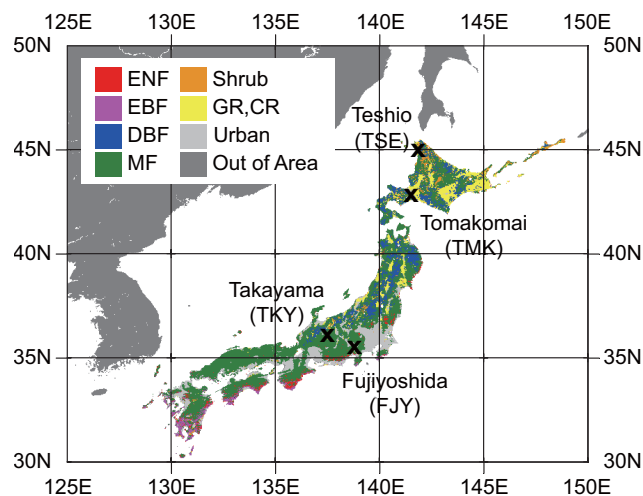 125E 130E 135E 140E 145E 150E
50N 50N
ENF Shrub
EBF GR,CR
DBF Urban
MF Out of Area
Teshio
(TSE)
45N 45N
Tomakomai
(TMK)
40N 40N
Takayama
(TKY)
35N 35N
Fujiyoshida
(FJY)
30N 30N
125E 130E 135E 140E 145E 150E